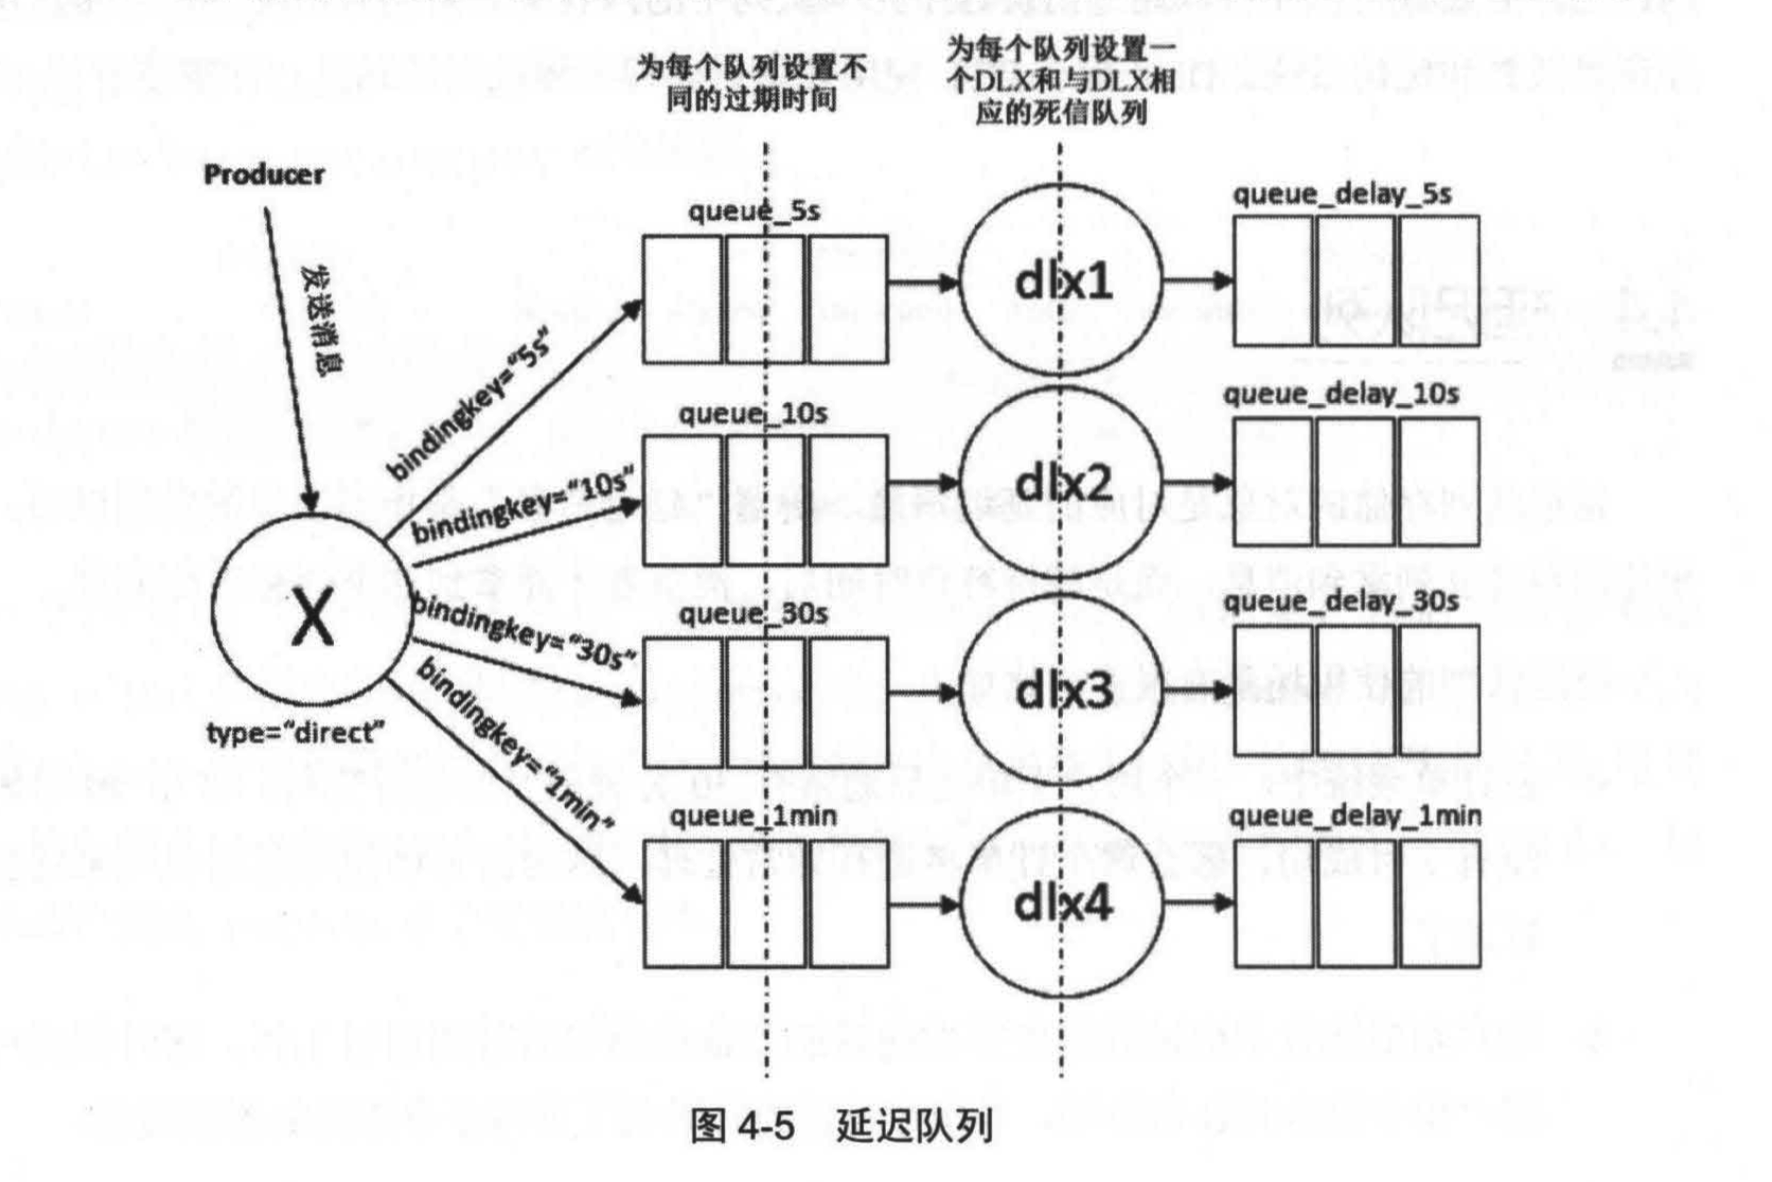 为每个队列设置不
同的过期时间
为每个队列设置一
个DLX和与DLX相
应的死信队列
Producer
发送消息
queue_5s
queue_delay_5s
bindingkey="5s"
dlx1
queue_10s
queue_delay_10s
bindingkey="10s"
dlx2
X
type="direct"
queue_30s
queue_delay_30s
bindingkey="30s"
dlx3
queue_1min
queue_delay_1min
bindingkey="1min"
dlx4
图 4-5 延迟队列